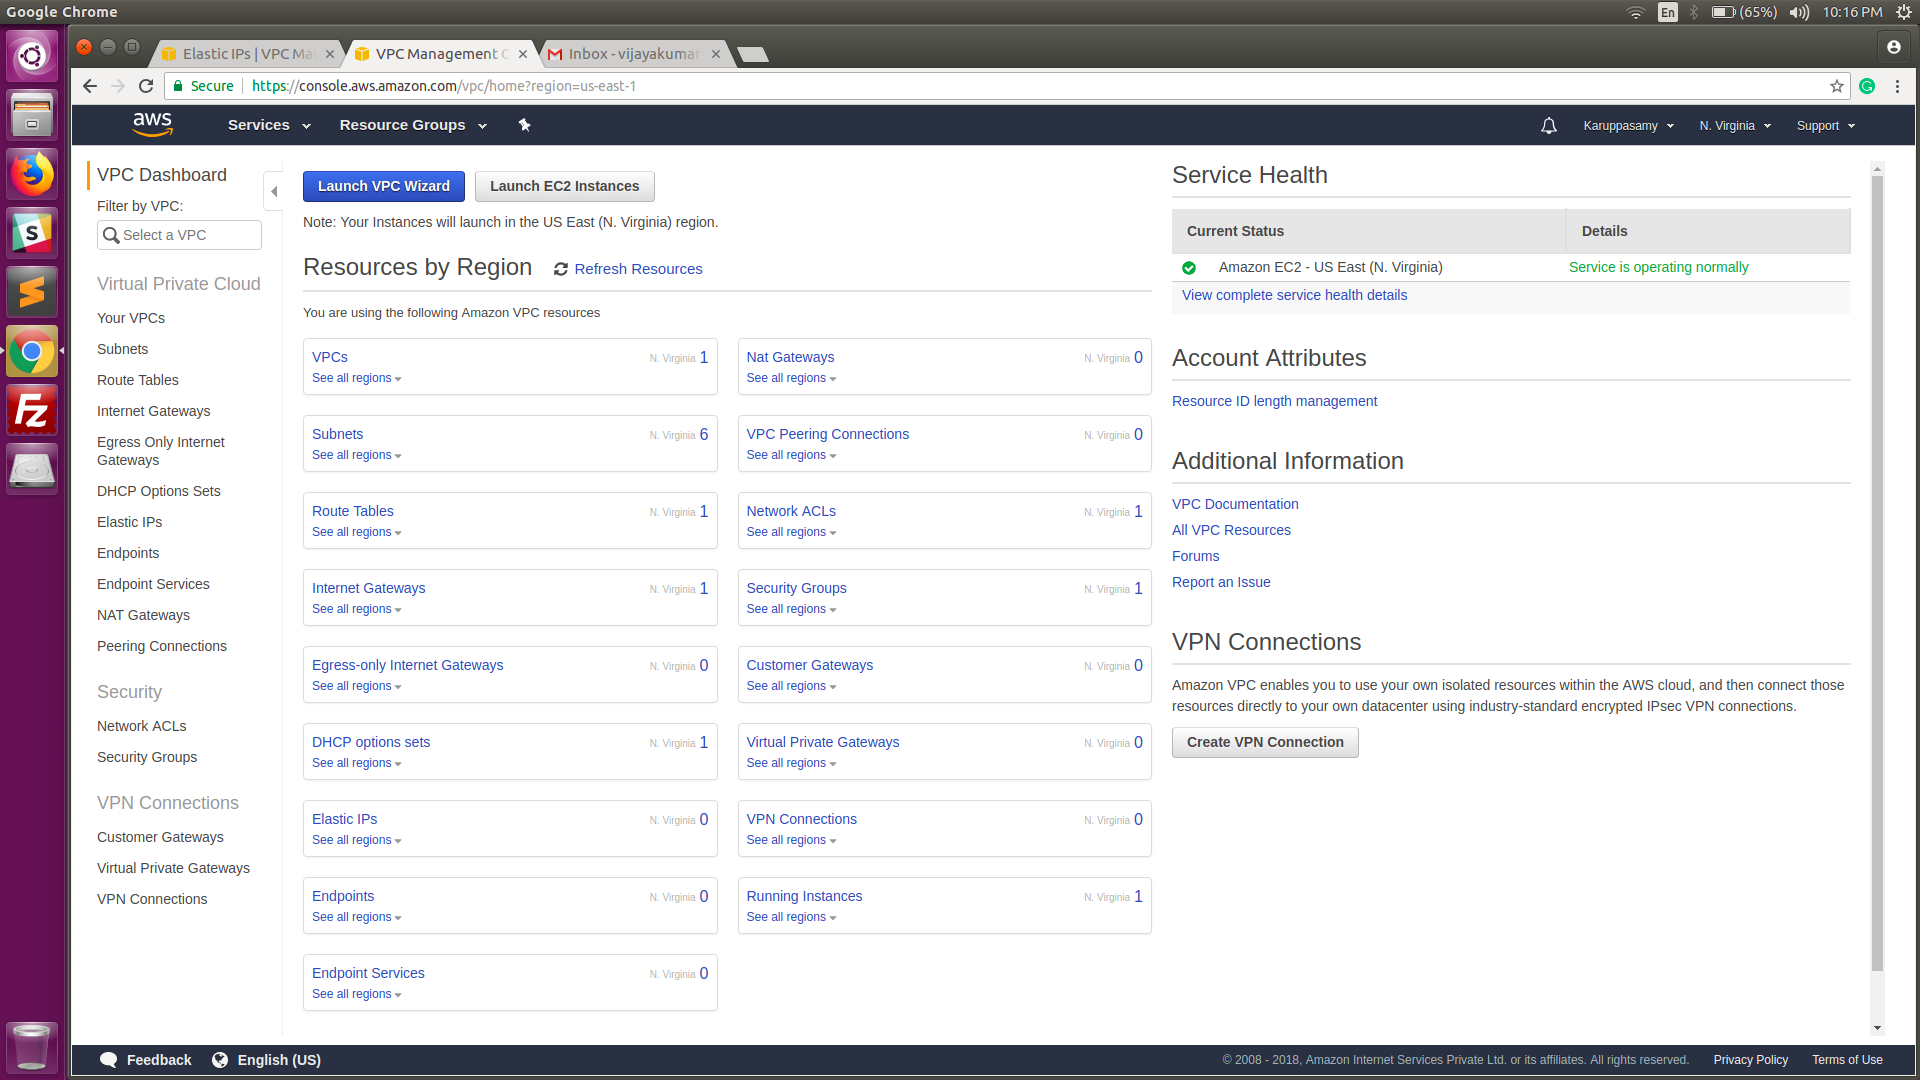 Google Chrome
En
(65%)
10:16 PM
Elastic IPs | VPC Ma
VPC Management C
Inbox - vijayakumar
Secure
https://console.aws.amazon.com/vpc/home?region=us-east-1
aws
Services
Resource Groups
Karuppasamy
N. Virginia
Support
VPC Dashboard
Filter by VPC:
Select a VPC
Virtual Private Cloud
Your VPCs
Subnets
Route Tables
Internet Gateways
Egress Only Internet
Gateways
DHCP Options Sets
Elastic IPs
Endpoints
Endpoint Services
NAT Gateways
Peering Connections
Security
Network ACLs
Security Groups
VPN Connections
Customer Gateways
Virtual Private Gateways
VPN Connections
Launch VPC Wizard
Launch EC2 Instances
Note: Your Instances will launch in the US East (N. Virginia) region.
Resources by Region
Refresh Resources
You are using the following Amazon VPC resources
VPCs N. Virginia 1
See all regions
Nat Gateways N. Virginia 0
See all regions
Subnets N. Virginia 6
See all regions
VPC Peering Connections N. Virginia 0
See all regions
Route Tables N. Virginia 1
See all regions
Network ACLs N. Virginia 1
See all regions
Internet Gateways N. Virginia 1
See all regions
Security Groups N. Virginia 1
See all regions
Egress-only Internet Gateways N. Virginia 0
See all regions
Customer Gateways N. Virginia 0
See all regions
DHCP options sets N. Virginia 1
See all regions
Virtual Private Gateways N. Virginia 0
See all regions
Elastic IPs N. Virginia 0
See all regions
VPN Connections N. Virginia 0
See all regions
Endpoints N. Virginia 0
See all regions
Running Instances N. Virginia 1
See all regions
Endpoint Services N. Virginia 0
See all regions
Service Health
Current Status Details
Amazon EC2 - US East (N. Virginia) Service is operating normally
View complete service health details
Account Attributes
Resource ID length management
Additional Information
VPC Documentation
All VPC Resources
Forums
Report an Issue
VPN Connections
Amazon VPC enables you to use your own isolated resources within the AWS cloud, and then connect those
resources directly to your own datacenter using industry-standard encrypted IPsec VPN connections.
Create VPN Connection
Feedback
English (US)
© 2008 - 2018, Amazon Internet Services Private Ltd. or its affiliates. All rights reserved.
Privacy Policy
Terms of Use